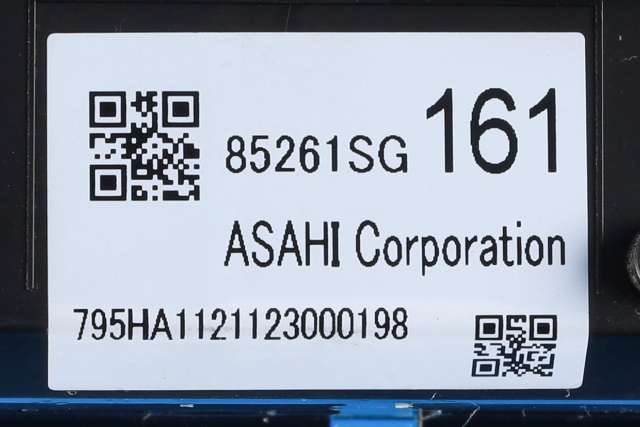 85261SG 161
ASAHI Corporation
795HA1121123000198